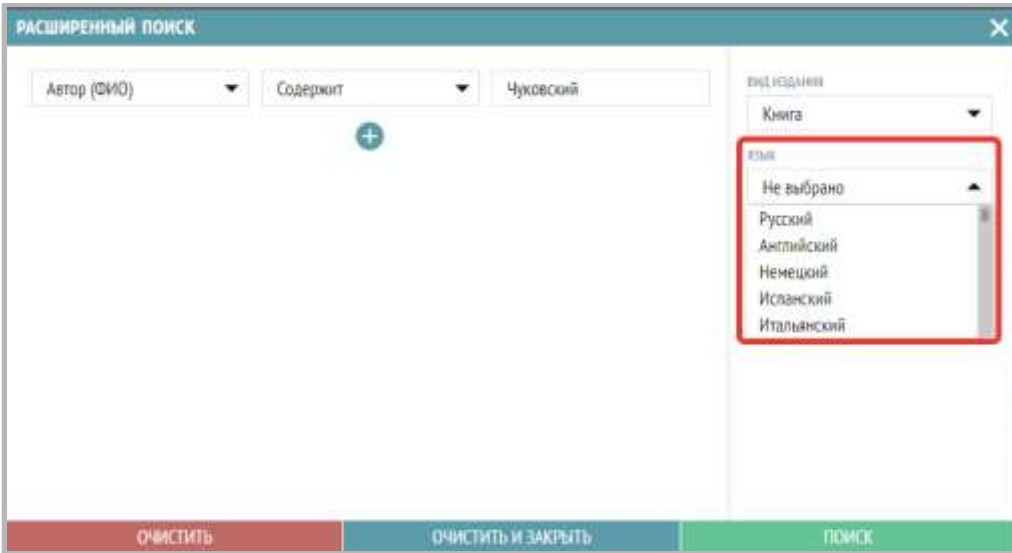 РАСШИРЕННЫЙ ПОИСК
Автор (ФИО) Содержит Чуковский
ВИД ИЗДАНИЯ
Книга
ЯЗЫК
Не выбрано
Русский
Английский
Немецкий
Испанский
Итальянский
ОЧИСТИТЬ ОЧИСТИТЬ И ЗАКРЫТЬ ПОИСК